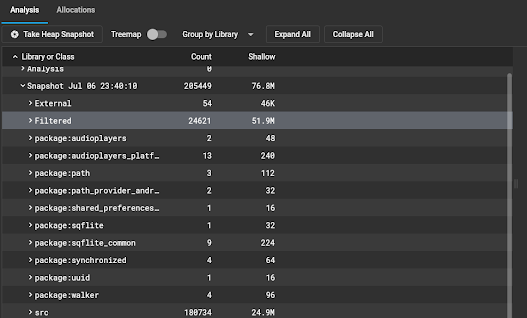 Analysis Allocations
Take Heap Snapshot Treemap Group by Library Expand All Collapse All
Library or Class Count Shallow
Analysis 0
Snapshot Jul 06 23:40:10 205449 76.8M
External 54 46K
Filtered 24621 51.9M
package:audioplayers 2 48
package:audioplayers_platf… 13 240
package:path 3 112
package:path_provider_andr… 2 32
package:shared_preferences… 1 16
package:sqflite 1 32
package:sqflite_common 9 224
package:synchronized 4 64
package:uuid 1 16
package:walker 4 96
src 180734 24.9M